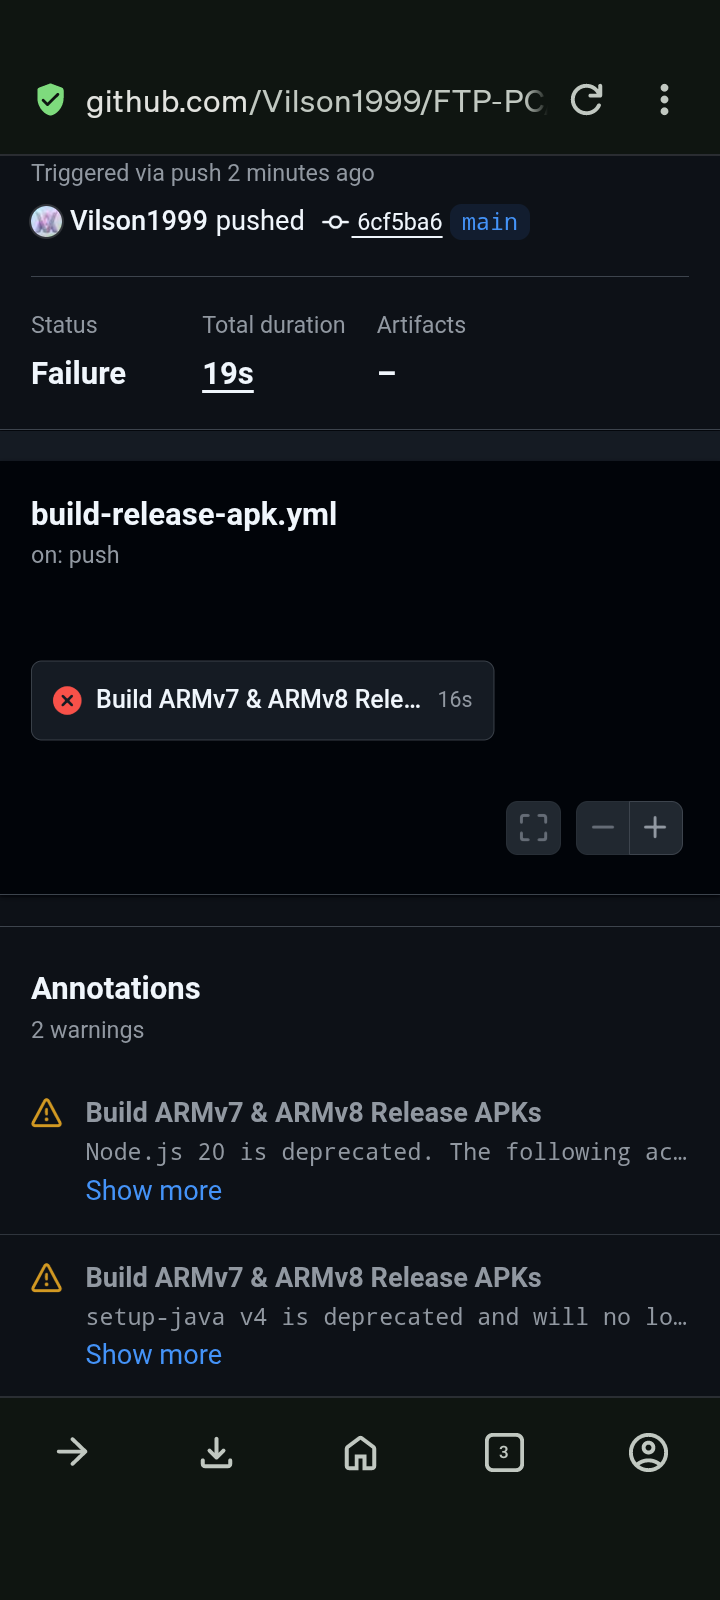 github.com/Vilson1999/FTP-PC
Triggered via push 2 minutes ago
Vilson1999 pushed 6cf5ba6 main
Status Total duration Artifacts
Failure 19s –
build-release-apk.yml
on: push
Build ARMv7 & ARMv8 Rele... 16s
Annotations
2 warnings
Build ARMv7 & ARMv8 Release APKs
Node.js 20 is deprecated. The following ac...
Show more
Build ARMv7 & ARMv8 Release APKs
setup-java v4 is deprecated and will no lo...
Show more
3